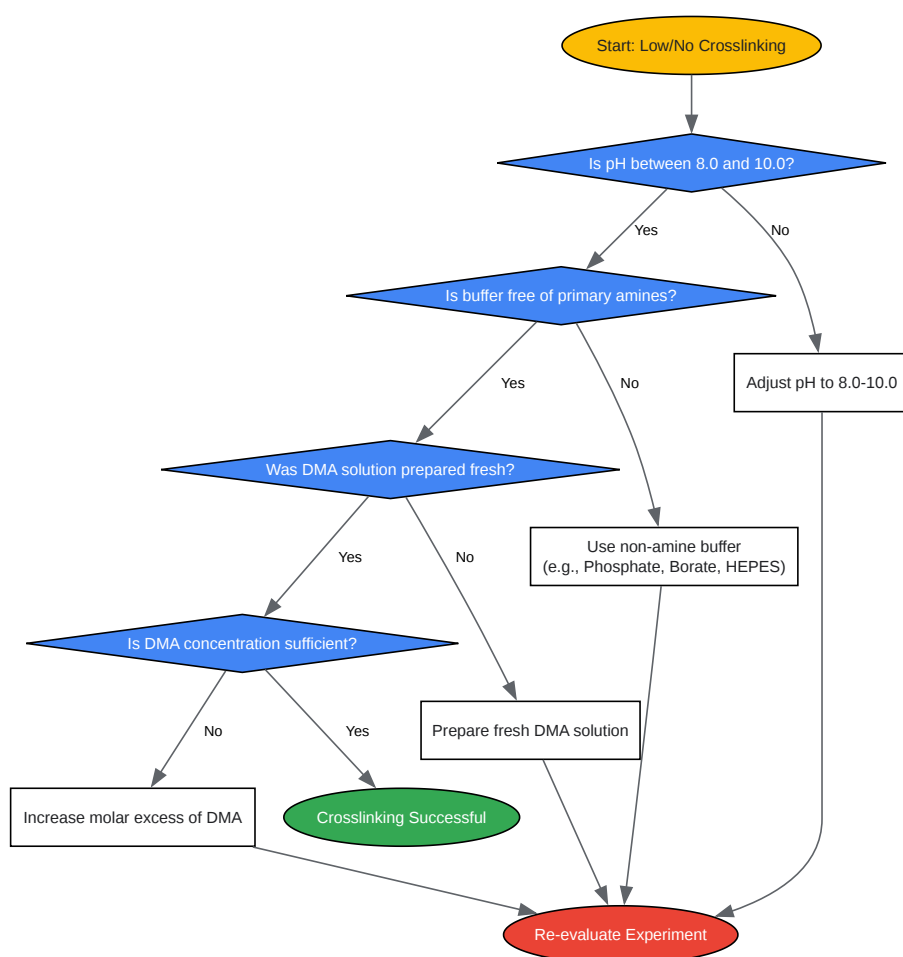 Start: Low/No Crosslinking
Is pH between 8.0 and 10.0?
Yes
No
Is buffer free of primary amines?
Adjust pH to 8.0-10.0
Yes
No
Was DMA solution prepared fresh?
Use non-amine buffer
(e.g., Phosphate, Borate, HEPES)
Yes
No
Is DMA concentration sufficient?
Prepare fresh DMA solution
No
Yes
Increase molar excess of DMA
Crosslinking Successful
Re-evaluate Experiment